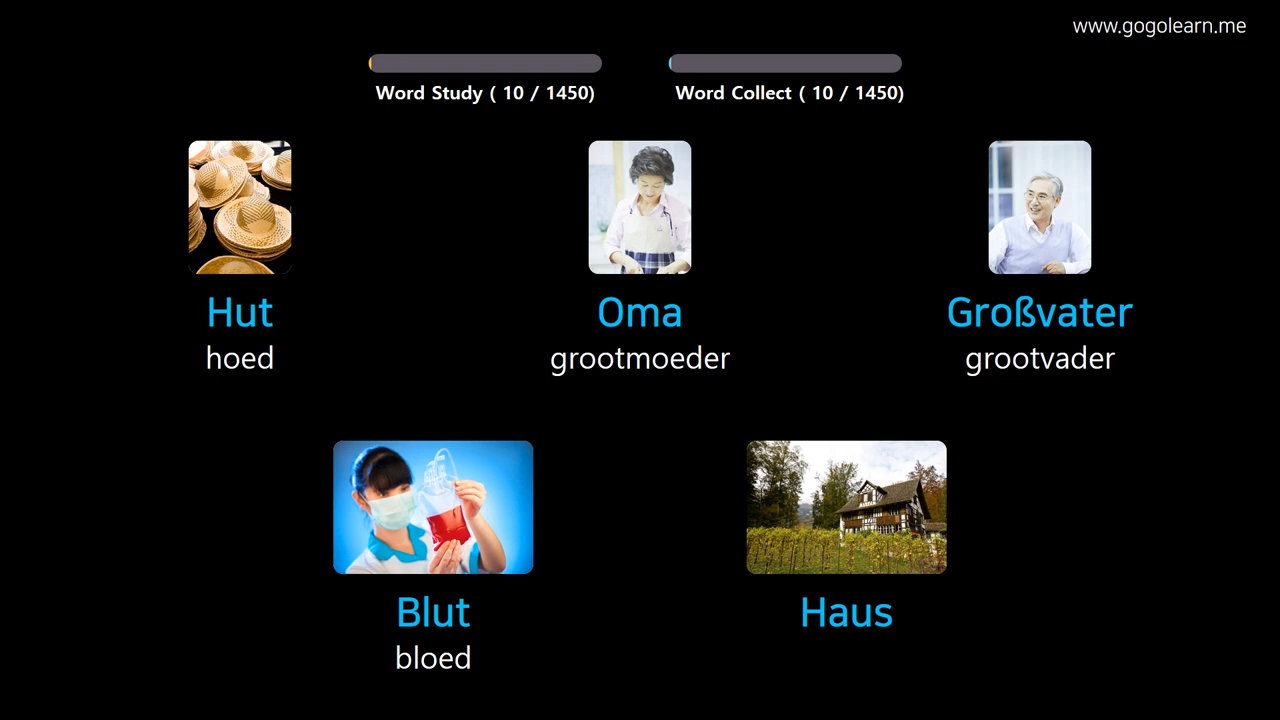 www.gogolearn.me
Word Study ( 10 / 1450)
Word Collect ( 10 / 1450)
Hut
hoed
Oma
grootmoeder
Großvater
grootvader
Blut
bloed
Haus